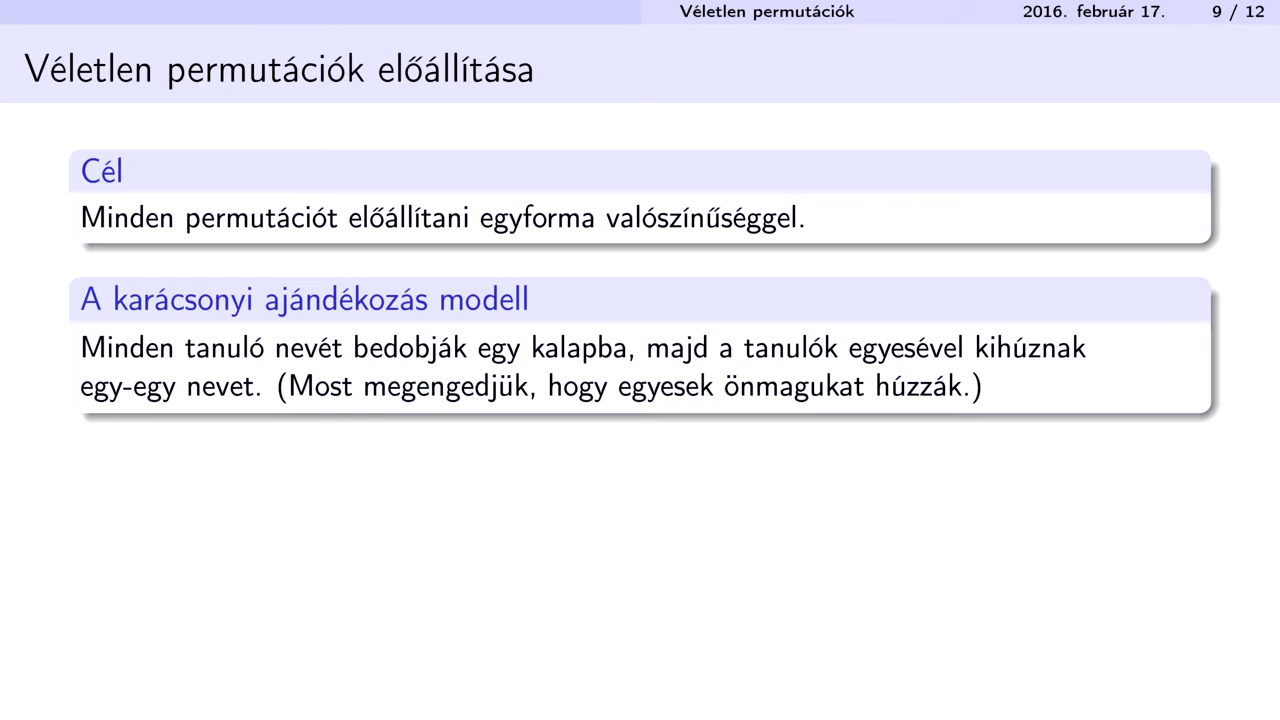 Véletlen permutációk 2016. február 17. 9 / 12
Véletlen permutációk előállítása
Cél
Minden permutációt előállítani egyforma valószínűséggel.
A karácsonyi ajándékozás modell
Minden tanuló nevét bedobják egy kalapba, majd a tanulók egyesével kihúznak
egy-egy nevet. (Most megengedjük, hogy egyesek önmagukat húzzák.)